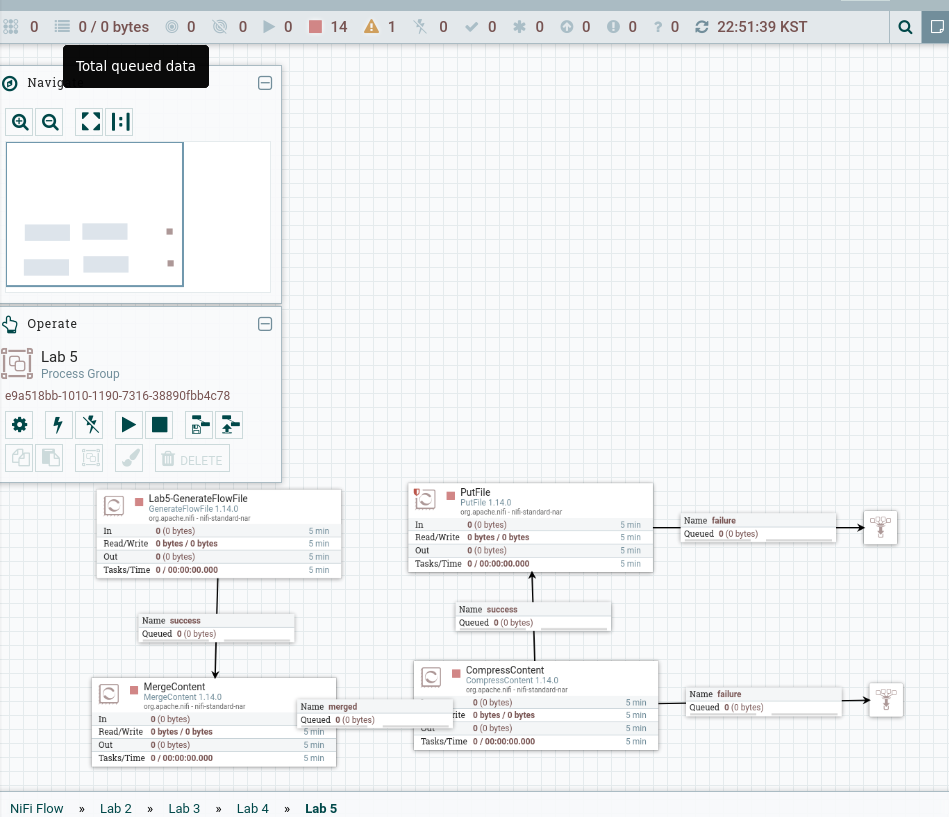 0 0 / 0 bytes 0 0 0 14 1 0 0 0 0 0 0 22:51:39 KST
Total queued data
Navigate
Operate
Lab 5
Process Group
e9a518bb-1010-1190-7316-38890fbb4c78
DELETE
Lab5-GenerateFlowFile
GenerateFlowFile 1.14.0
org.apache.nifi - nifi-standard-nar
In 0 (0 bytes) 5 min
Read/Write 0 bytes / 0 bytes 5 min
Out 0 (0 bytes) 5 min
Tasks/Time 0 / 00:00:00.000 5 min
PutFile
PutFile 1.14.0
org.apache.nifi - nifi-standard-nar
In 0 (0 bytes) 5 min
Read/Write 0 bytes / 0 bytes 5 min
Out 0 (0 bytes) 5 min
Tasks/Time 0 / 00:00:00.000 5 min
Name failure
Queued 0 (0 bytes)
Name success
Queued 0 (0 bytes)
Name success
Queued 0 (0 bytes)
MergeContent
MergeContent 1.14.0
org.apache.nifi - nifi-standard-nar
In 0 (0 bytes)
Read/Write 0 bytes / 0 bytes 5 min
Out 0 (0 bytes) 5 min
Tasks/Time 0 / 00:00:00.000 5 min
Name merged
Queued 0 (0 bytes)
CompressContent
CompressContent 1.14.0
org.apache.nifi - nifi-standard-nar
0 (0 bytes) 5 min
rite 0 bytes / 0 bytes 5 min
Out 0 (0 bytes) 5 min
Tasks/Time 0 / 00:00:00.000 5 min
Name failure
Queued 0 (0 bytes)
NiFi Flow » Lab 2 » Lab 3 » Lab 4 » Lab 5